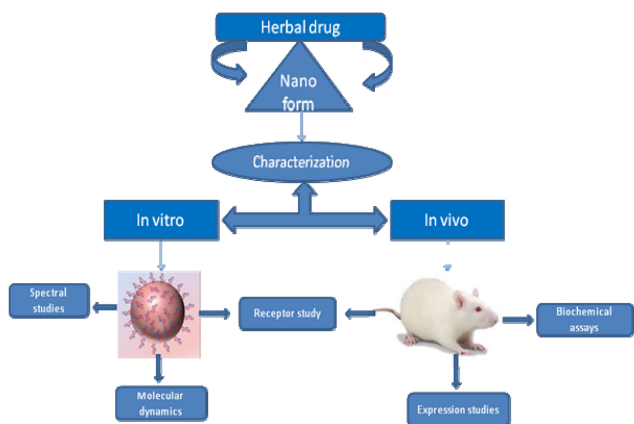 Herbal drug
Nano
form
Characterization
In vitro
In vivo
Spectral
studies
Receptor study
Biochemical
assays
Molecular
dynamics
Expression studies